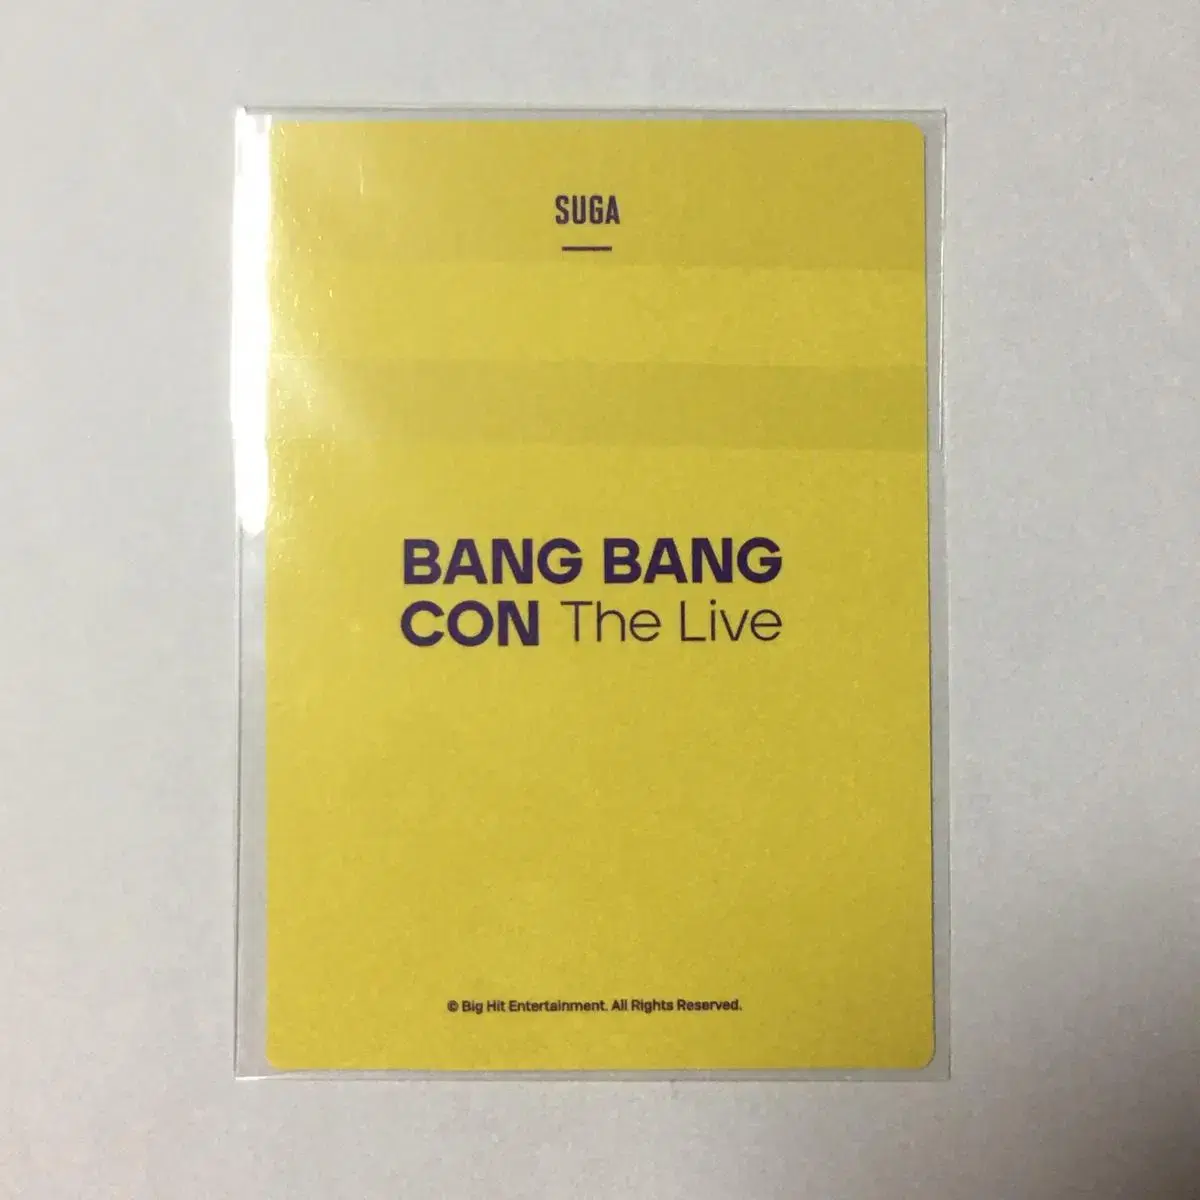 SUGA
BANG BANG
CON The Live
© Big Hit Entertainment. All Rights Reserved.